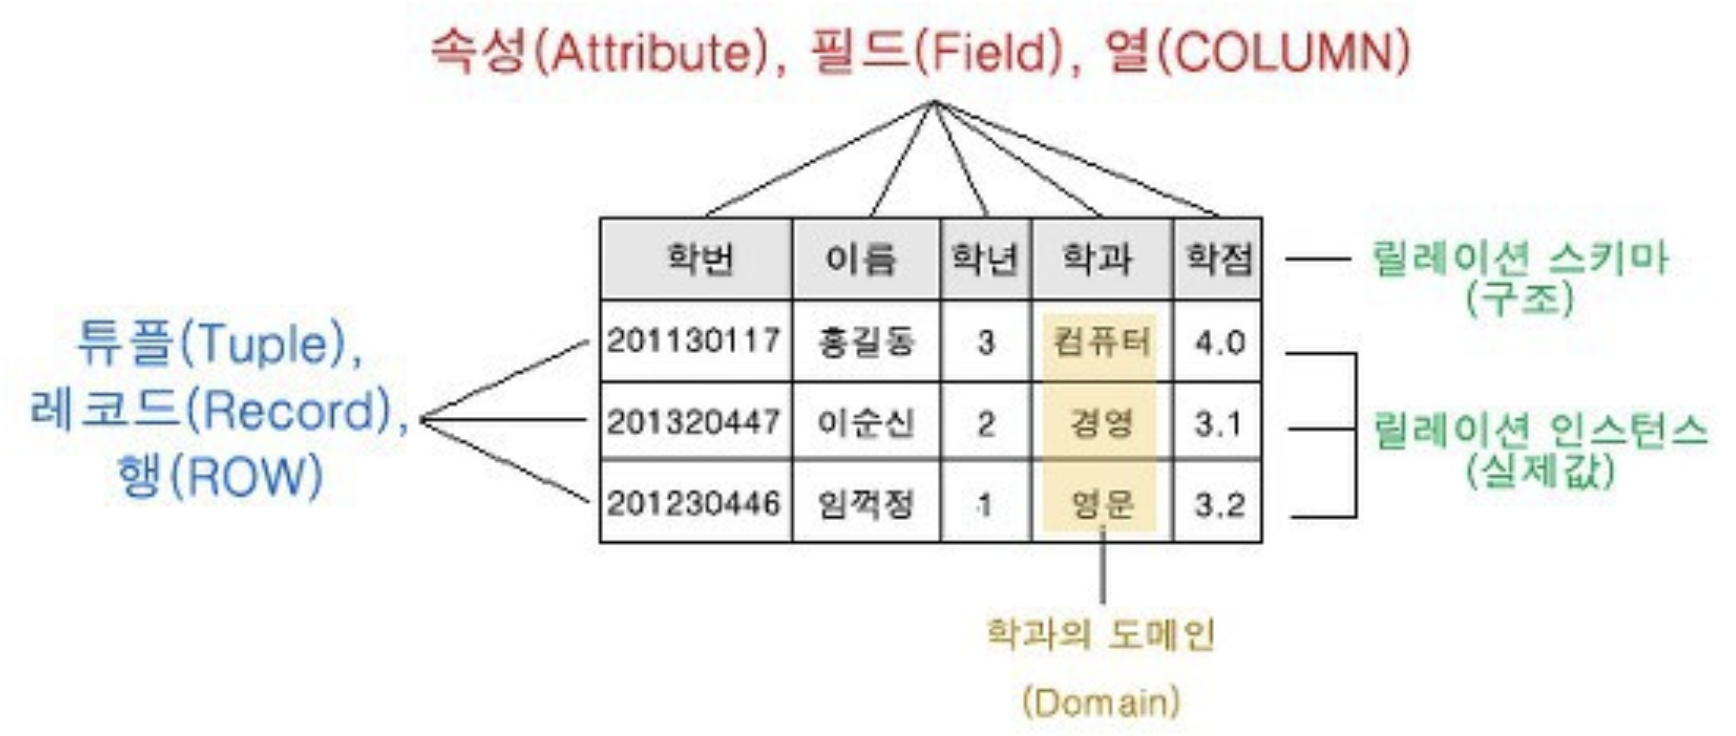 속성(Attribute), 필드(Field), 열(COLUMN)
학번 이름 학년 학과 학점
릴레이션 스키마
(구조)
튜플(Tuple),
레코드(Record),
행(ROW)
201130117 홍길동 3 컴퓨터 4.0
201320447 이순신 2 경영 3.1
201230446 임꺽정 1 영문 3.2
릴레이션 인스턴스
(실제값)
학과의 도메인
(Domain)